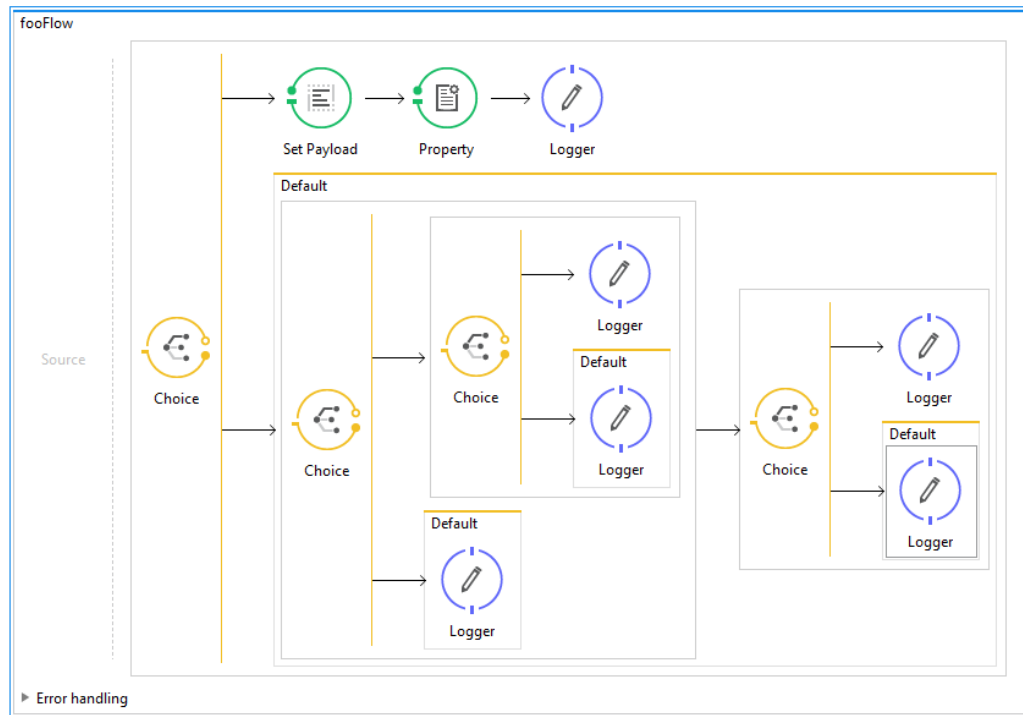 fooFlow
Set Payload
Property
Logger
Default
Logger
Default
Source
Choice
Choice
Choice
Logger
Logger
Default
Choice
Logger
Default
Logger
Error handling